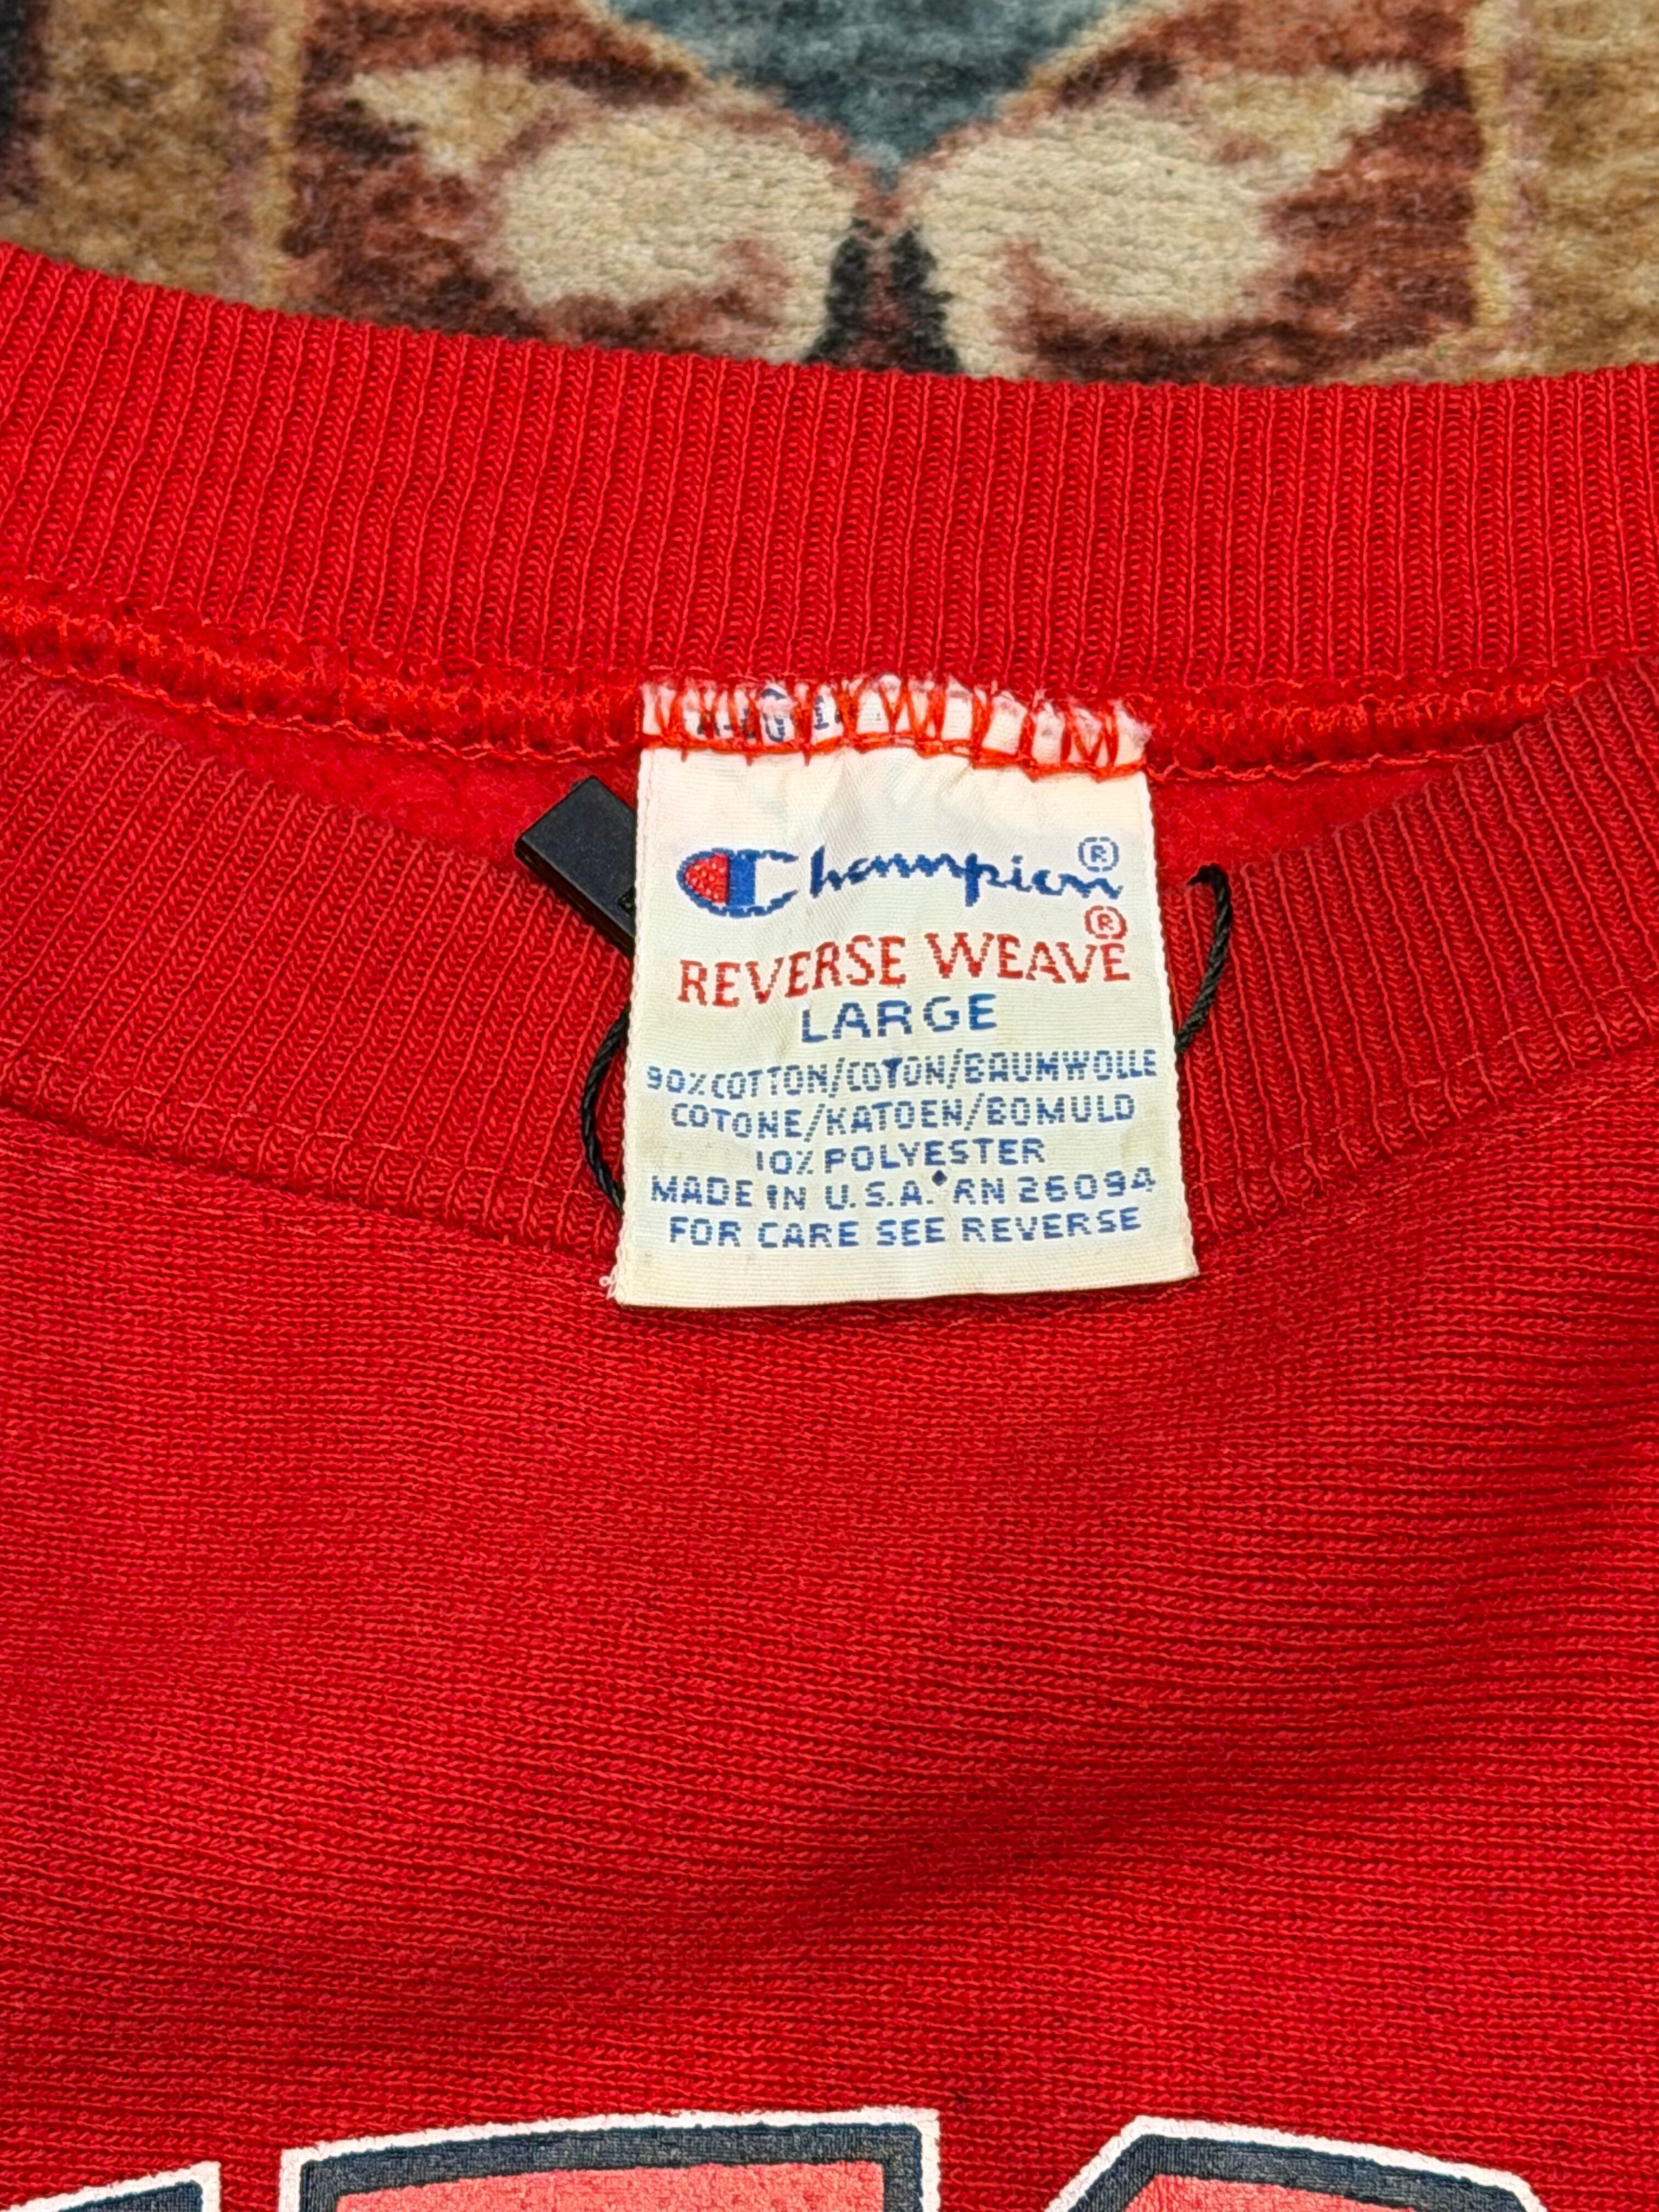 Champion®
REVERSE WEAVE®
LARGE
90% COTTON/COTON/BAUMWOLLE
COTONE/KATOEN/BOMULD
10% POLYESTER
MADE IN U.S.A. RN 26094
FOR CARE SEE REVERSE